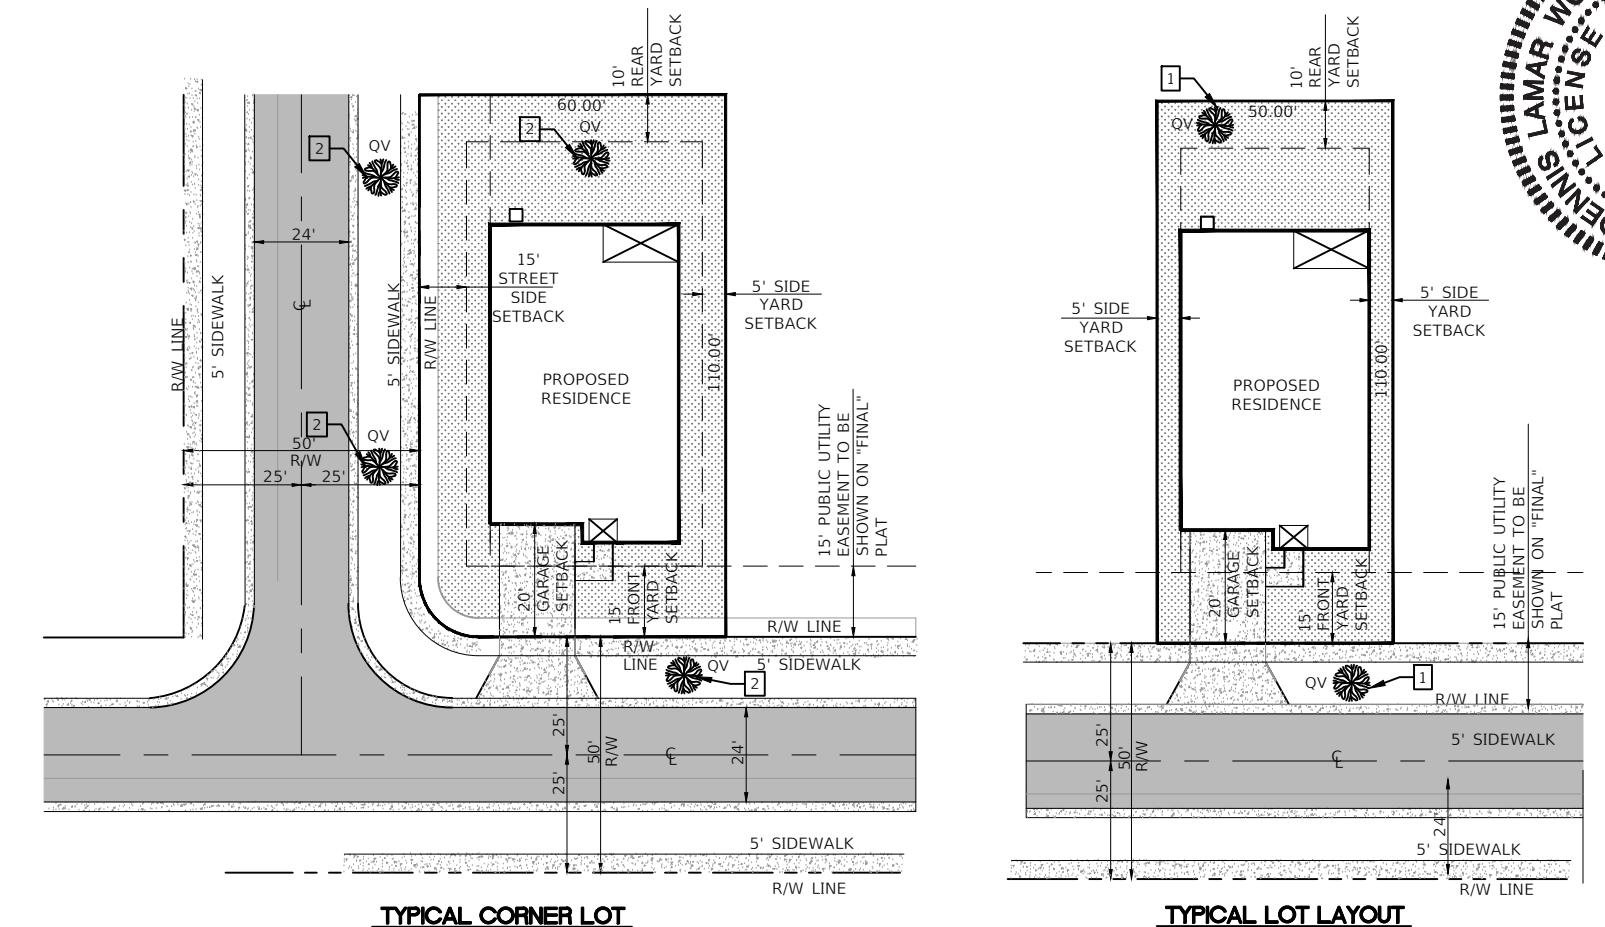 10'
REAR
YARD
SETBACK
60.00'
2
QV
2
QV
24'
15'
STREET
SIDE
SETBACK
5' SIDE
YARD
SETBACK
℄
R/W LINE
5' SIDEWALK
5' SIDEWALK
R/W LINE
110.00'
PROPOSED
RESIDENCE
2
QV
50'
R/W
25'
25'
15' PUBLIC UTILITY
EASEMENT TO BE
SHOWN ON "FINAL"
PLAT
20'
GARAGE
SETBACK
15'
FRONT
YARD
SETBACK
R/W LINE
R/W
LINE
QV
5' SIDEWALK
2
25'
50'
R/W
℄
24'
25'
5' SIDEWALK
R/W LINE
TYPICAL CORNER LOT
10'
REAR
YARD
SETBACK
1
QV
50.00'
5' SIDE
YARD
SETBACK
5' SIDE
YARD
SETBACK
110.00'
PROPOSED
RESIDENCE
15' PUBLIC UTILITY
EASEMENT TO BE
SHOWN ON "FINAL"
PLAT
20'
GARAGE
SETBACK
15'
FRONT
YARD
SETBACK
QV
1
R/W LINE
25'
50'
R/W
5' SIDEWALK
℄
25'
24'
5' SIDEWALK
R/W LINE
TYPICAL LOT LAYOUT
DENNIS LAMAR
LICENSE